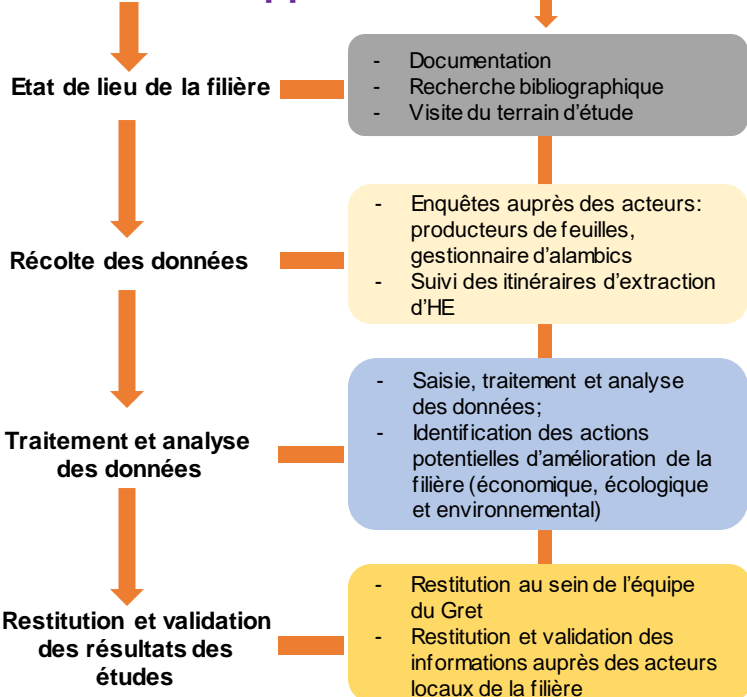 Etat de lieu de la filière
- Documentation
- Recherche bibliographique
- Visite du terrain d'étude
Récolte des données
- Enquêtes auprès des acteurs:
producteurs de feuilles,
gestionnaire d'alambics
- Suivi des itinéraires d'extraction
d'HE
Traitement et analyse
des données
- Saisie, traitement et analyse
des données;
- Identification des actions
potentielles d'amélioration de la
filière (économique, écologique
et environnemental)
Restitution et validation
des résultats des
études
- Restitution au sein de l'équipe
du Gret
- Restitution et validation des
informations auprès des acteurs
locaux de la filière